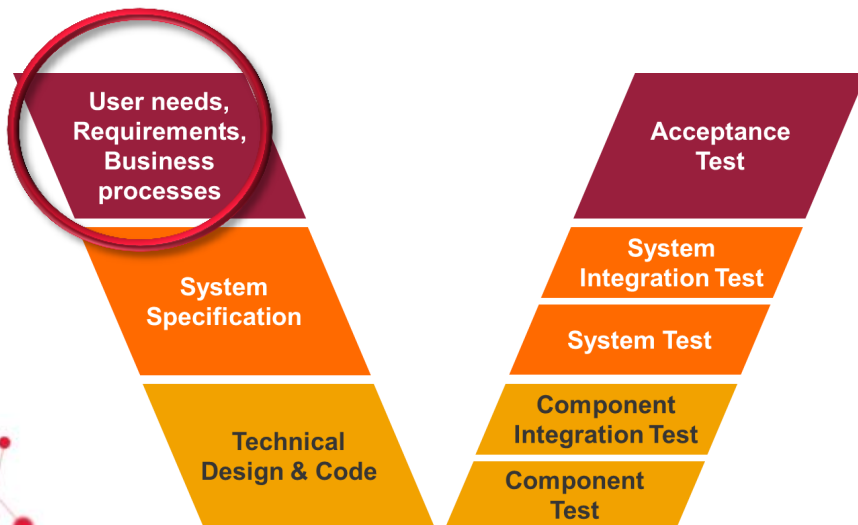 User needs,
Requirements,
Business
processes
Acceptance
Test
System
Specification
System
Integration Test
System Test
Technical
Design & Code
Component
Integration Test
Component
Test